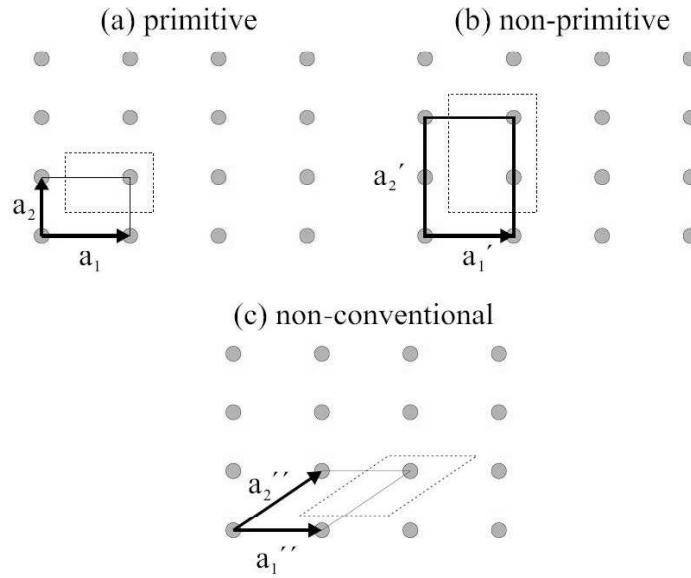 (a) primitive
(b) non-primitive
a₂
a₁
a₂´
a₁´
(c) non-conventional
a₂´´
a₁´´